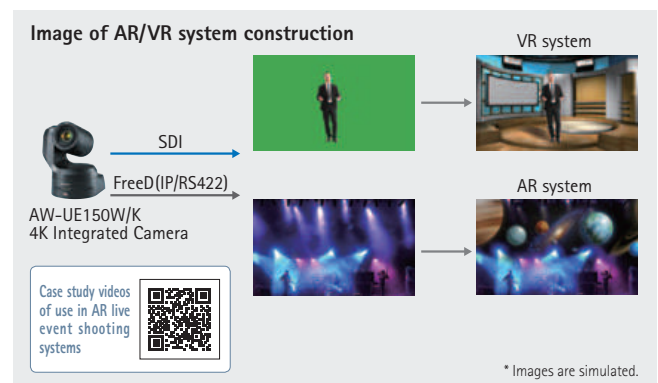 Image of AR/VR system construction
VR system
SDI
FreeD(IP/RS422)
AR system
AW-UE150W/K
4K Integrated Camera
Case study videos
of use in AR live
event shooting
systems
* Images are simulated.